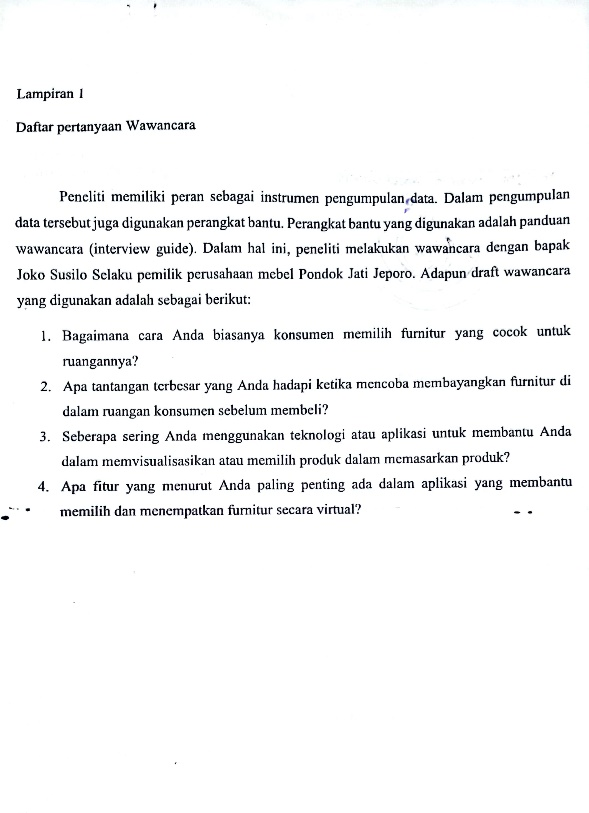 Lampiran 1
Daftar pertanyaan Wawancara
Peneliti memiliki peran sebagai instrumen pengumpulan data. Dalam pengumpulan
data tersebut juga digunakan perangkat bantu. Perangkat bantu yang digunakan adalah panduan
wawancara (interview guide). Dalam hal ini, peneliti melakukan wawancara dengan bapak
Joko Susilo Selaku pemilik perusahaan mebel Pondok Jati Jeporo. Adapun draft wawancara
yang digunakan adalah sebagai berikut:
1. Bagaimana cara Anda biasanya konsumen memilih furnitur yang cocok untuk
ruangannya?
2. Apa tantangan terbesar yang Anda hadapi ketika mencoba membayangkan furnitur di
dalam ruangan konsumen sebelum membeli?
3. Seberapa sering Anda menggunakan teknologi atau aplikasi untuk membantu Anda
dalam memvisualisasikan atau memilih produk dalam memasarkan produk?
4. Apa fitur yang menurut Anda paling penting ada dalam aplikasi yang membantu
memilih dan menempatkan furnitur secara virtual?